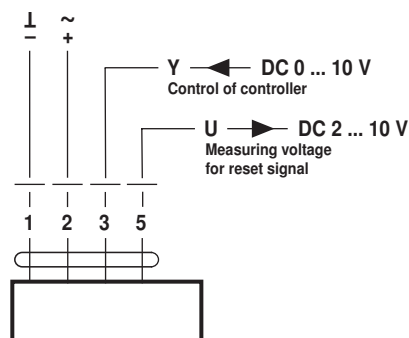 ⊥ ~
− +
Y DC 0 ... 10 V
Control of controller
U DC 2 ... 10 V
Measuring voltage
for reset signal
1 2 3 5